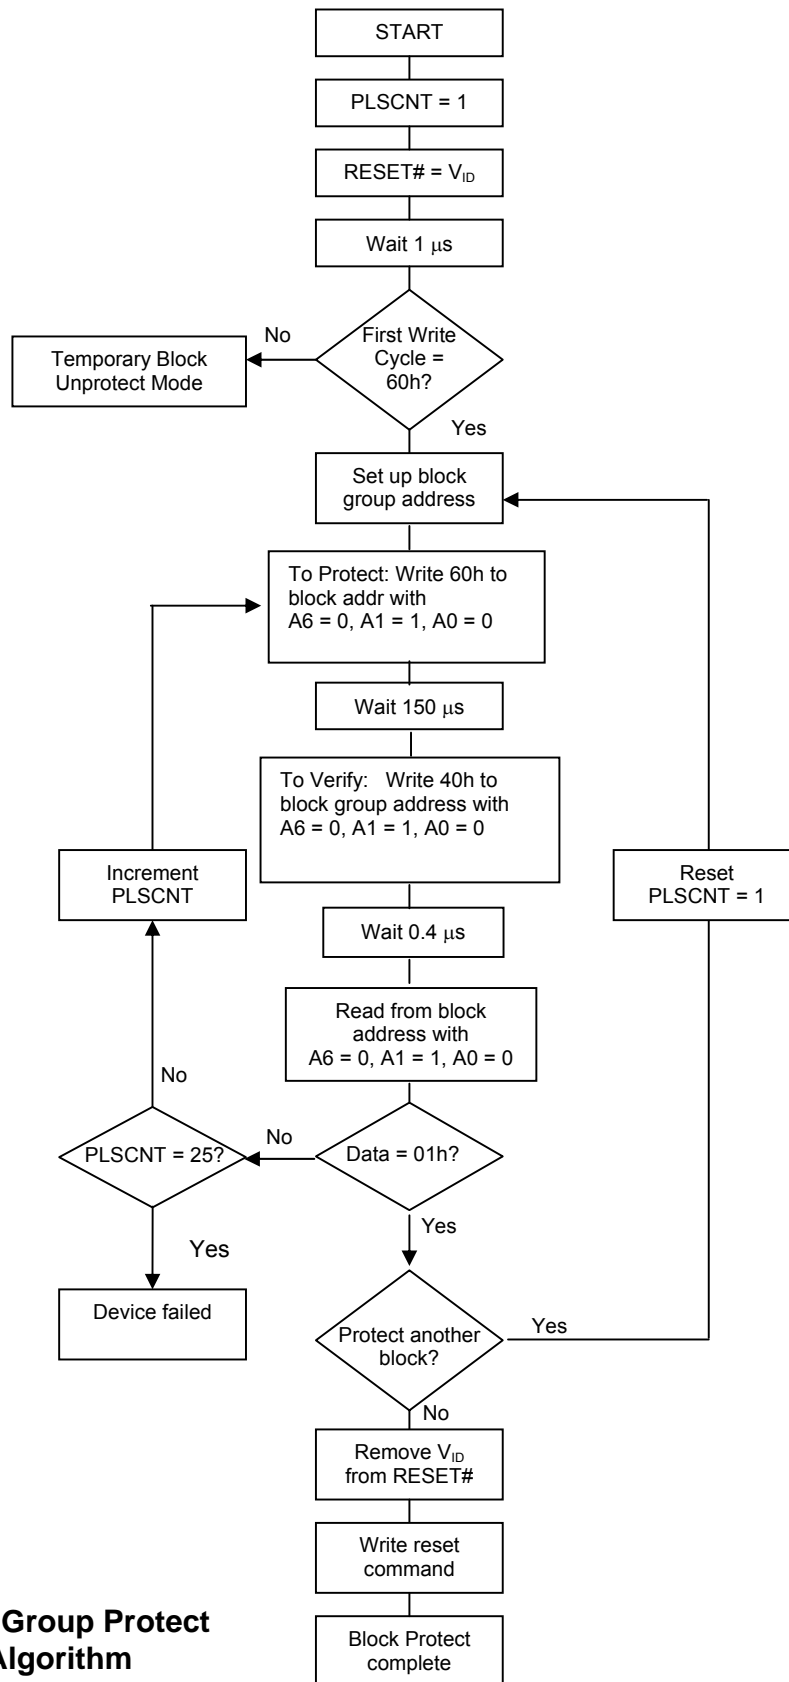 START
PLSCNT = 1
RESET# = VID
Wait 1 μs
First Write
Cycle =
60h?
No
Temporary Block
Unprotect Mode
Yes
Set up block
group address
To Protect: Write 60h to
block addr with
A6 = 0, A1 = 1, A0 = 0
Wait 150 μs
To Verify:   Write 40h to
block group address with
A6 = 0, A1 = 1, A0 = 0
Increment
PLSCNT
Reset
PLSCNT = 1
Wait 0.4 μs
Read from block
address with
A6 = 0, A1 = 1, A0 = 0
No
PLSCNT = 25?
No
Data = 01h?
Yes
Yes
Device failed
Protect another
block?
Yes
No
Remove VID
from RESET#
Write reset
command
Group Protect
Algorithm
Block Protect
complete